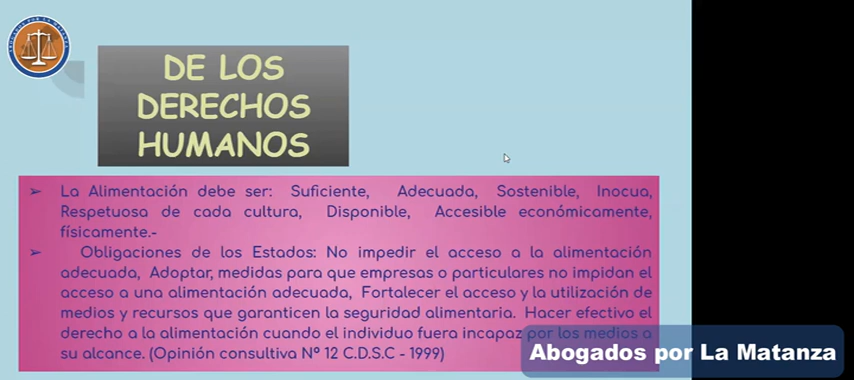 DE LOS
DERECHOS
HUMANOS
➢ La Alimentación debe ser: Suficiente, Adecuada, Sostenible, Inocua,
Respetuosa de cada cultura, Disponible, Accesible económicamente,
físicamente.-
➢ Obligaciones de los Estados: No impedir el acceso a la alimentación
adecuada, Adoptar, medidas para que empresas o particulares no impidan el
acceso a una alimentación adecuada, Fortalecer el acceso y la utilización de
medios y recursos que garanticen la seguridad alimentaria. Hacer efectivo el
derecho a la alimentación cuando el individuo fuera incapaz por los medios a
su alcance. (Opinión consultiva Nº 12 C.D.S.C - 1999)
Abogados por La Matanza